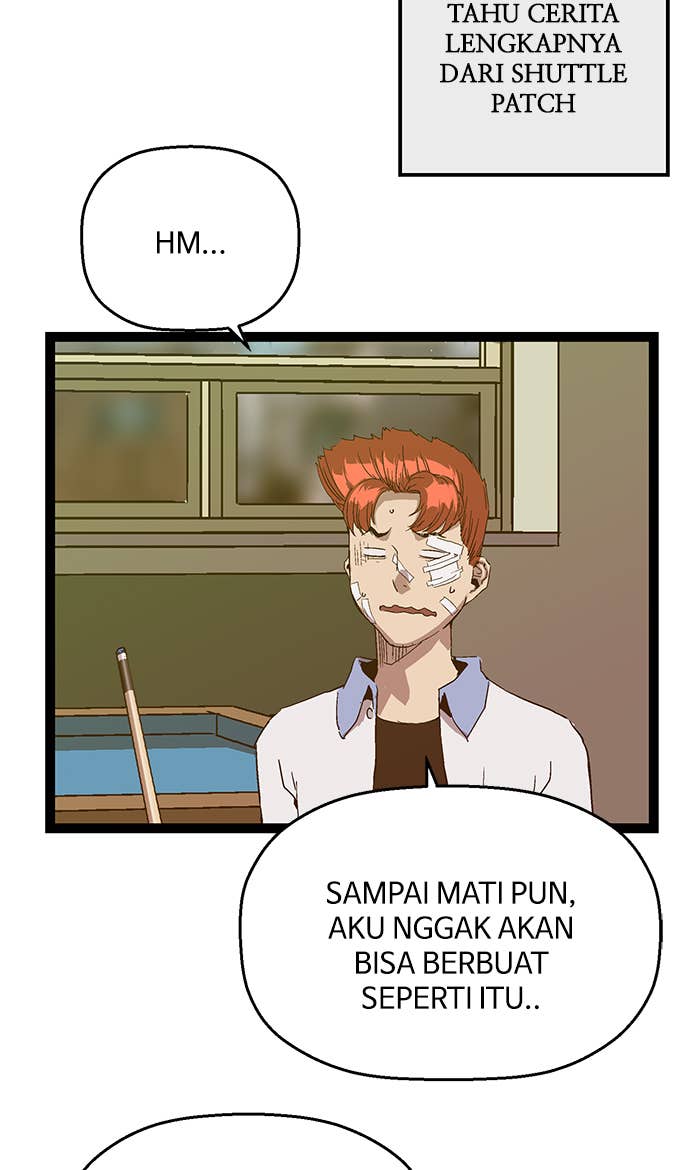 TAHU CERITA
LENGKAPNYA
DARI SHUTTLE
PATCH
HM...
SAMPAI MATI PUN,
AKU NGGAK AKAN
BISA BERBUAT
SEPERTI ITU..